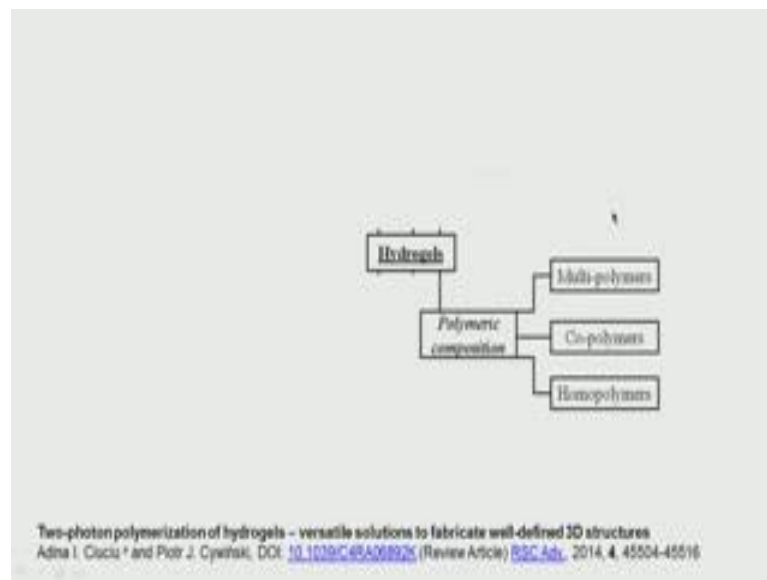 Hydrogels
Multi-polymers
Polymeric
composition
Co-polymers
Homopolymers
Two-photon polymerization of hydrogels – versatile solutions to fabricate well-defined 3D structures
Adina I. Ciuciu * and Piotr J. Cywiński, DOI: 10.1039/C4RA06892K (Review Article) RSC Adv., 2014, 4, 45504-45516